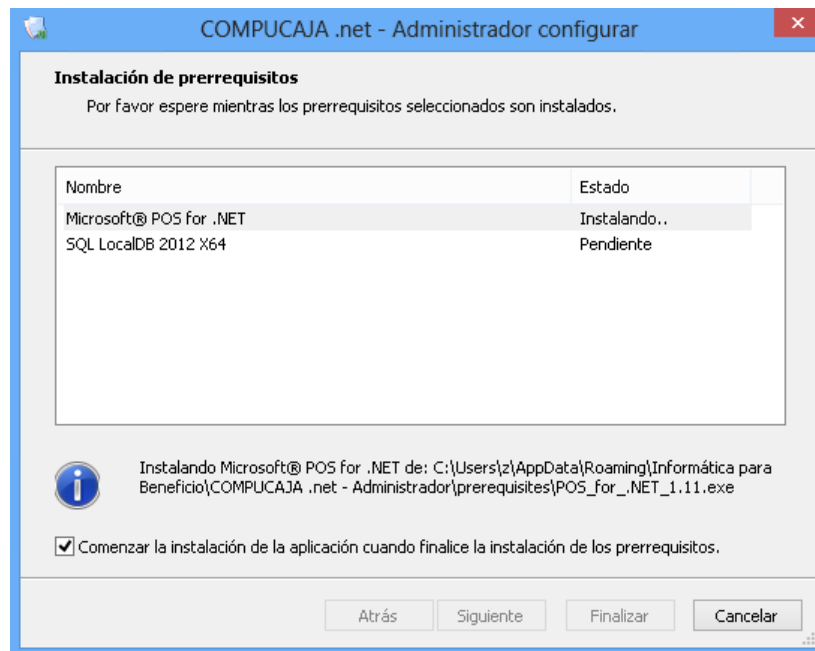 COMPUCAJA .net - Administrador configurar
Instalación de prerrequisitos
Por favor espere mientras los prerrequisitos seleccionados son instalados.
Nombre Estado
Microsoft® POS for .NET Instalando..
SQL LocalDB 2012 X64 Pendiente
Instalando Microsoft® POS for .NET de: C:\Users\z\AppData\Roaming\Informática para
Beneficio\COMPUCAJA .net - Administrador\prerequisites\POS_for_.NET_1.11.exe
Comenzar la instalación de la aplicación cuando finalice la instalación de los prerrequisitos.
Atrás Siguiente Finalizar Cancelar